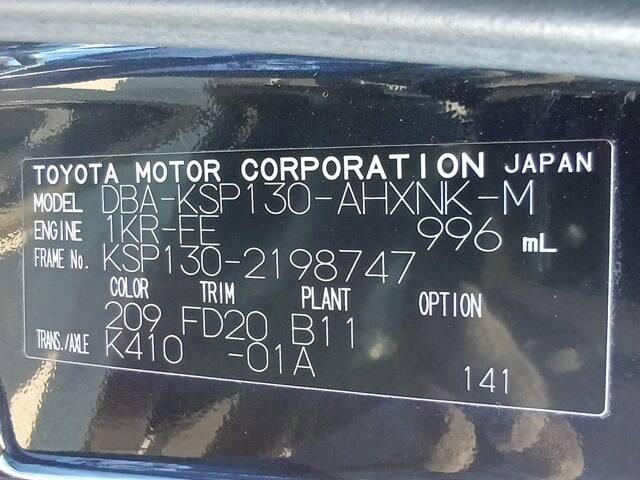 TOYOTA MOTOR CORPORATION JAPAN
MODEL DBA-KSP130-AHXNK-M
ENGINE 1KR-FE 996 mL
FRAME No. KSP130-2198747
COLOR TRIM PLANT OPTION
209 FD20 B11
TRANS./AXLE K410 -01A
141